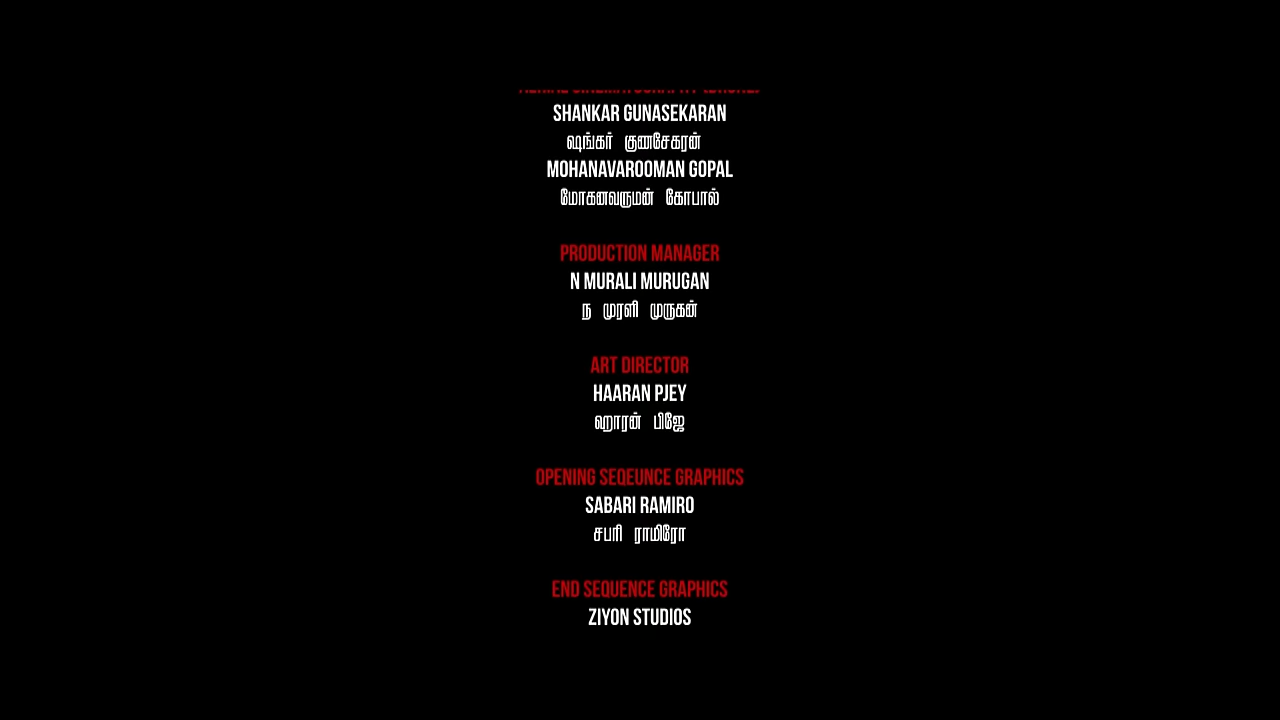 SHANKAR GUNASEKARAN
ஷங்கர் குணசேகரன்
MOHANAVAROOMAN GOPAL
மோகனவருமன் கோபால்
PRODUCTION MANAGER
N MURALI MURUGAN
ந முரளி முருகன்
ART DIRECTOR
HAARAN PJEY
ஹாரன் பிஜே
OPENING SEQEUNCE GRAPHICS
SABARI RAMIRO
சபரி ராமிரோ
END SEQUENCE GRAPHICS
ZIYON STUDIOS